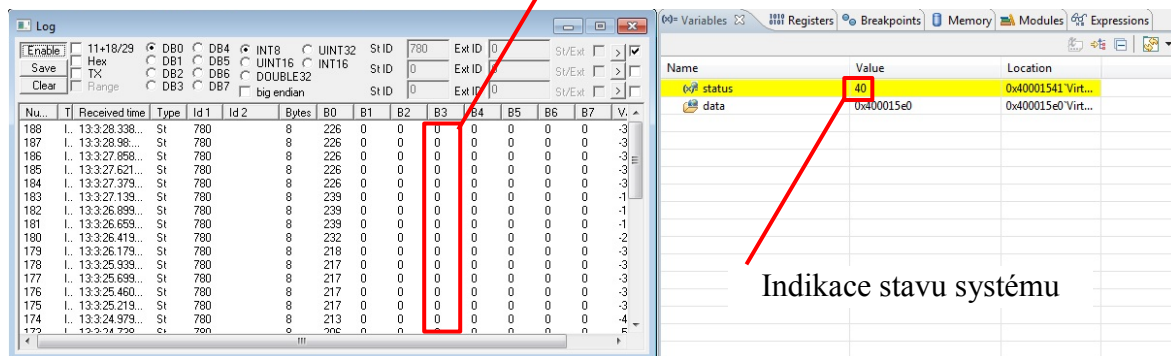 Log
Enable 11+18/29 DB0 DB4 INT8 UINT32 St ID 780 Ext ID 0 St/Ext >
Hex DB1 DB5 UINT16 INT16
Save TX DB2 DB6 DOUBLE32 St ID 0 Ext ID 0 St/Ext >
Clear Range DB3 DB7 big endian St ID 0 Ext ID 0 St/Ext >
Nu... T Received time Type Id 1 Id 2 Bytes B0 B1 B2 B3 B4 B5 B6 B7
188 I.. 13:3:28.338... St 780 8 226 0 0 0 0 0 0 0 -3
187 I.. 13:3:28.98:... St 780 8 226 0 0 0 0 0 0 0 -3
186 I.. 13:3:27.858... St 780 8 226 0 0 0 0 0 0 0 -3
185 I.. 13:3:27.621... St 780 8 226 0 0 0 0 0 0 0 -3
184 I.. 13:3:27.379... St 780 8 226 0 0 0 0 0 0 0 -3
183 I.. 13:3:27.139... St 780 8 239 0 0 0 0 0 0 0 -1
182 I.. 13:3:26.899... St 780 8 239 0 0 0 0 0 0 0 -1
181 I.. 13:3:26.659... St 780 8 239 0 0 0 0 0 0 0 -1
180 I.. 13:3:26.419... St 780 8 232 0 0 0 0 0 0 0 -2
179 I.. 13:3:26.179... St 780 8 218 0 0 0 0 0 0 0 -3
178 I.. 13:3:25.939... St 780 8 217 0 0 0 0 0 0 0 -3
177 I.. 13:3:25.699... St 780 8 217 0 0 0 0 0 0 0 -3
176 I.. 13:3:25.460... St 780 8 217 0 0 0 0 0 0 0 -3
175 I.. 13:3:25.219... St 780 8 217 0 0 0 0 0 0 0 -3
174 I.. 13:3:24.979... St 780 8 213 0 0 0 0 0 0 0 -4
(x)= Variables Registers Breakpoints Memory Modules Expressions
Name Value Location
(x)= status 40 0x40001541~Virt...
data 0x400015e0 0x400015e0~Virt...
Indikace stavu systému